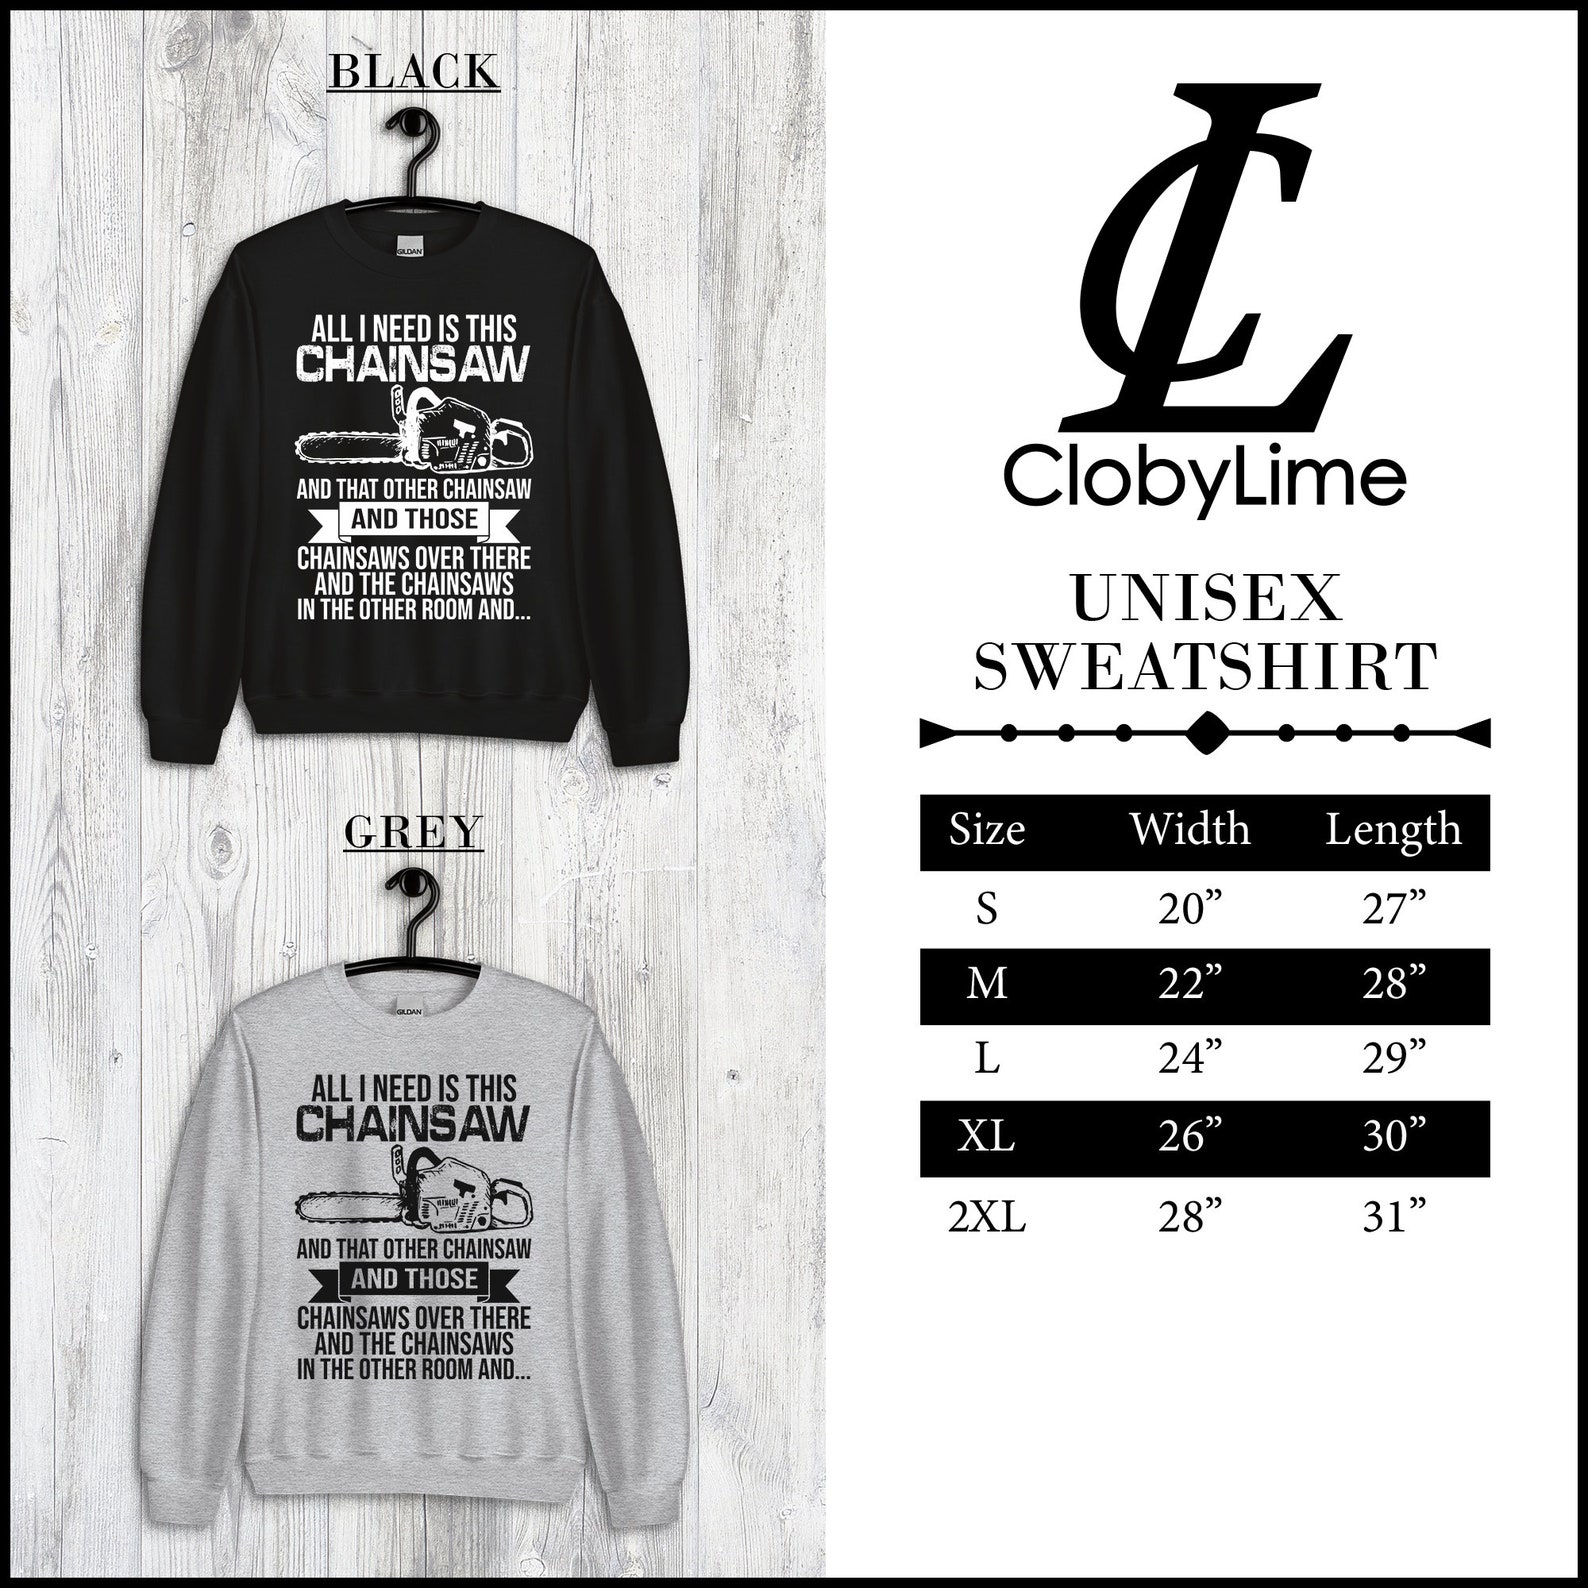 BLACK
GILDAN
ALL I NEED IS THIS
CHAINSAW
AND THAT OTHER CHAINSAW
AND THOSE
CHAINSAWS OVER THERE
AND THE CHAINSAWS
IN THE OTHER ROOM AND...
GREY
GILDAN
ALL I NEED IS THIS
CHAINSAW
AND THAT OTHER CHAINSAW
AND THOSE
CHAINSAWS OVER THERE
AND THE CHAINSAWS
IN THE OTHER ROOM AND...
LC
ClobyLime
UNISEX
SWEATSHIRT
Size Width Length
S 20” 27”
M 22” 28”
L 24” 29”
XL 26” 30”
2XL 28” 31”